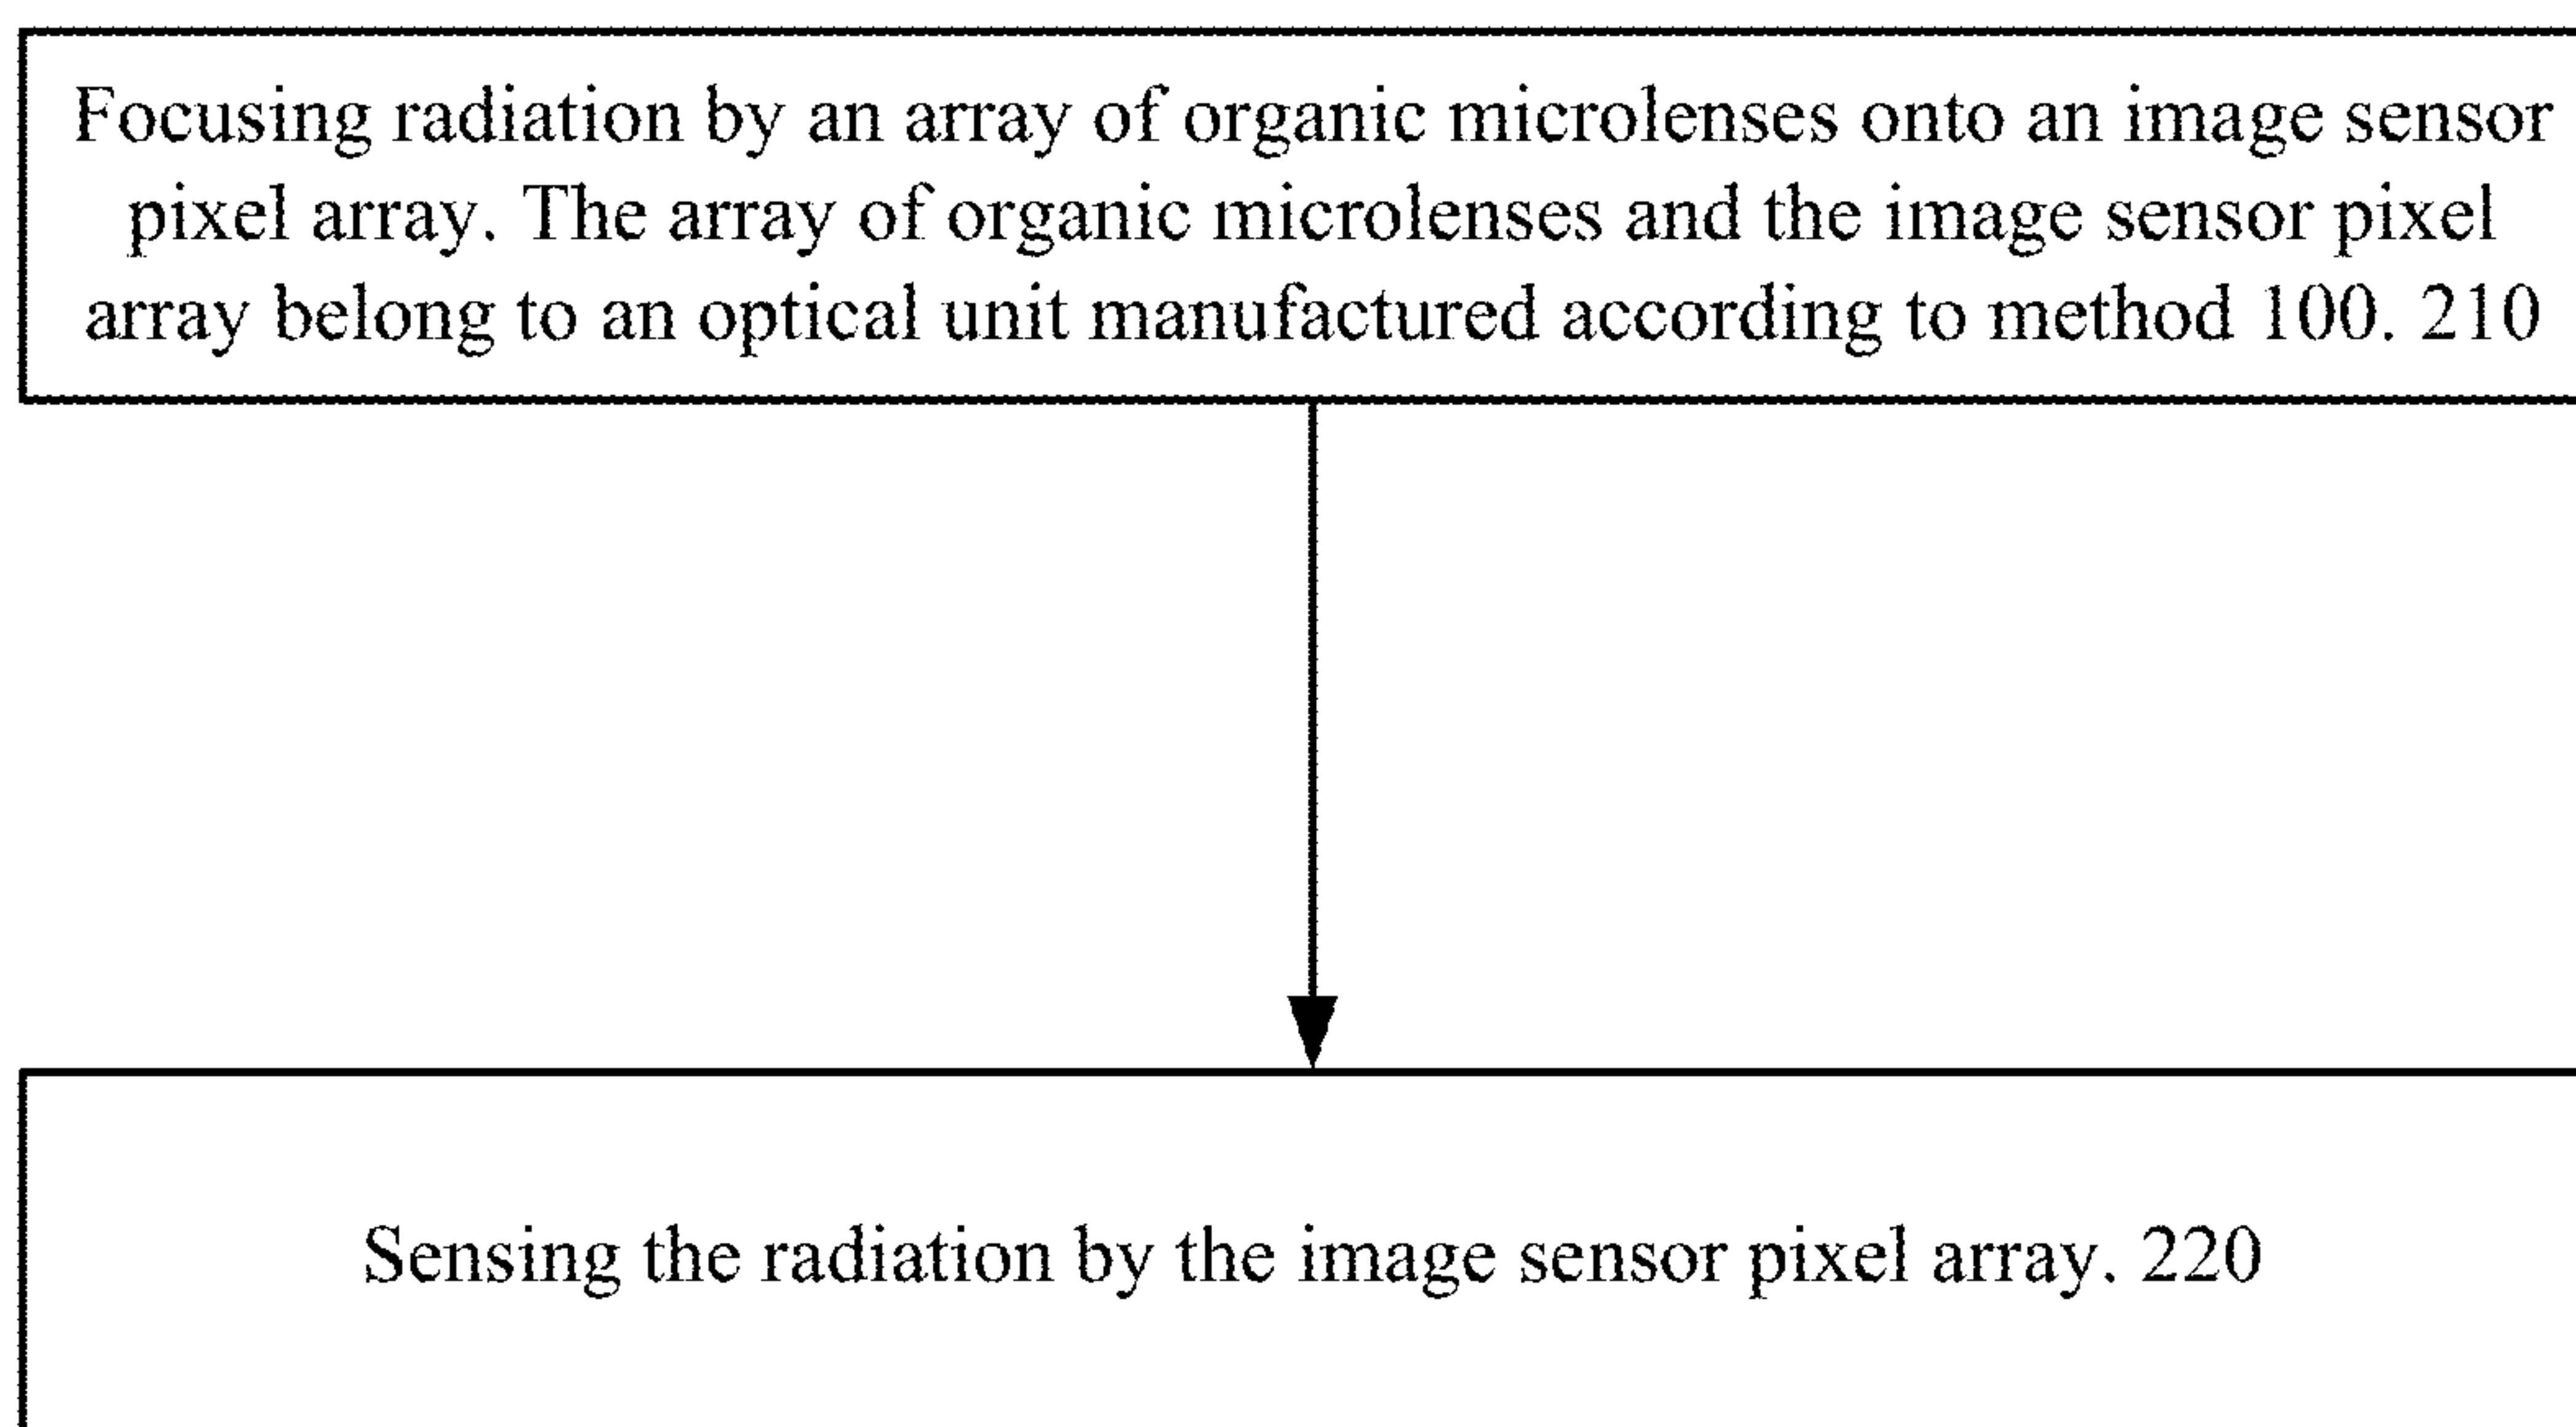 Focusing radiation by an array of organic microlenses onto an image sensor
pixel array. The array of organic microlenses and the image sensor pixel
array belong to an optical unit manufactured according to method 100. 210
Sensing the radiation by the image sensor pixel array. 220